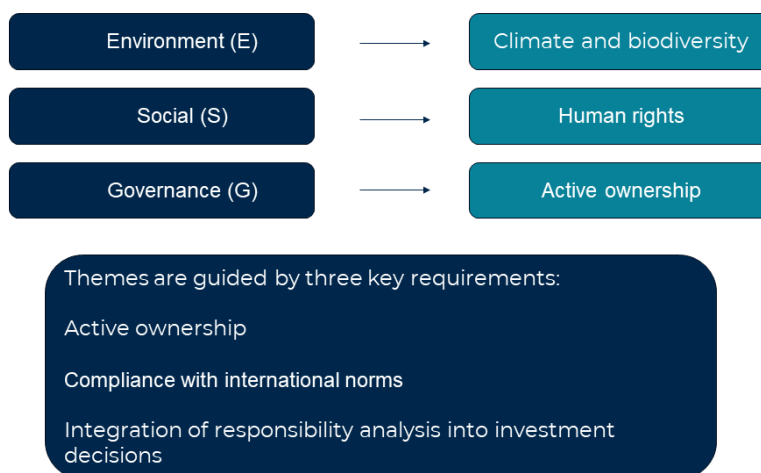 Environment (E)
Climate and biodiversity
Social (S)
Human rights
Governance (G)
Active ownership
Themes are guided by three key requirements:
Active ownership
Compliance with international norms
Integration of responsibility analysis into investment
decisions